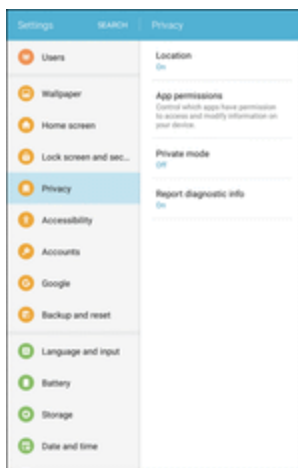 Settings
SEARCH
Users
Wallpaper
Home screen
Lock screen and sec...
Privacy
Accessibility
Accounts
Google
Backup and reset
Language and input
Battery
Storage
Date and time
Privacy
Location
On
App permissions
Control which apps have permission
to access and modify information on
your device.
Private mode
Off
Report diagnostic info
On